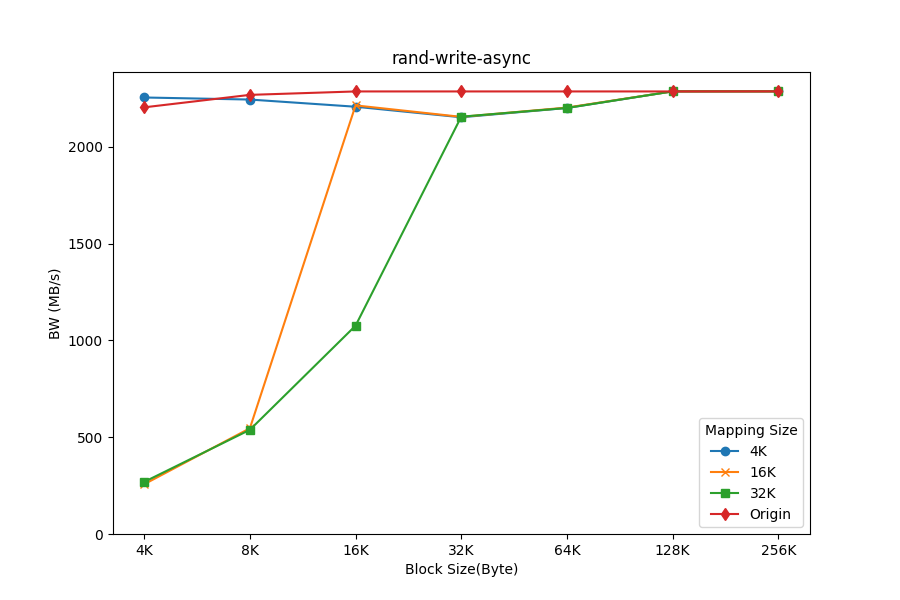 rand-write-async
BW (MB/s)
2000
1500
1000
500
0
4K 8K 16K 32K 64K 128K 256K
Block Size(Byte)
Mapping Size
4K
16K
32K
Origin